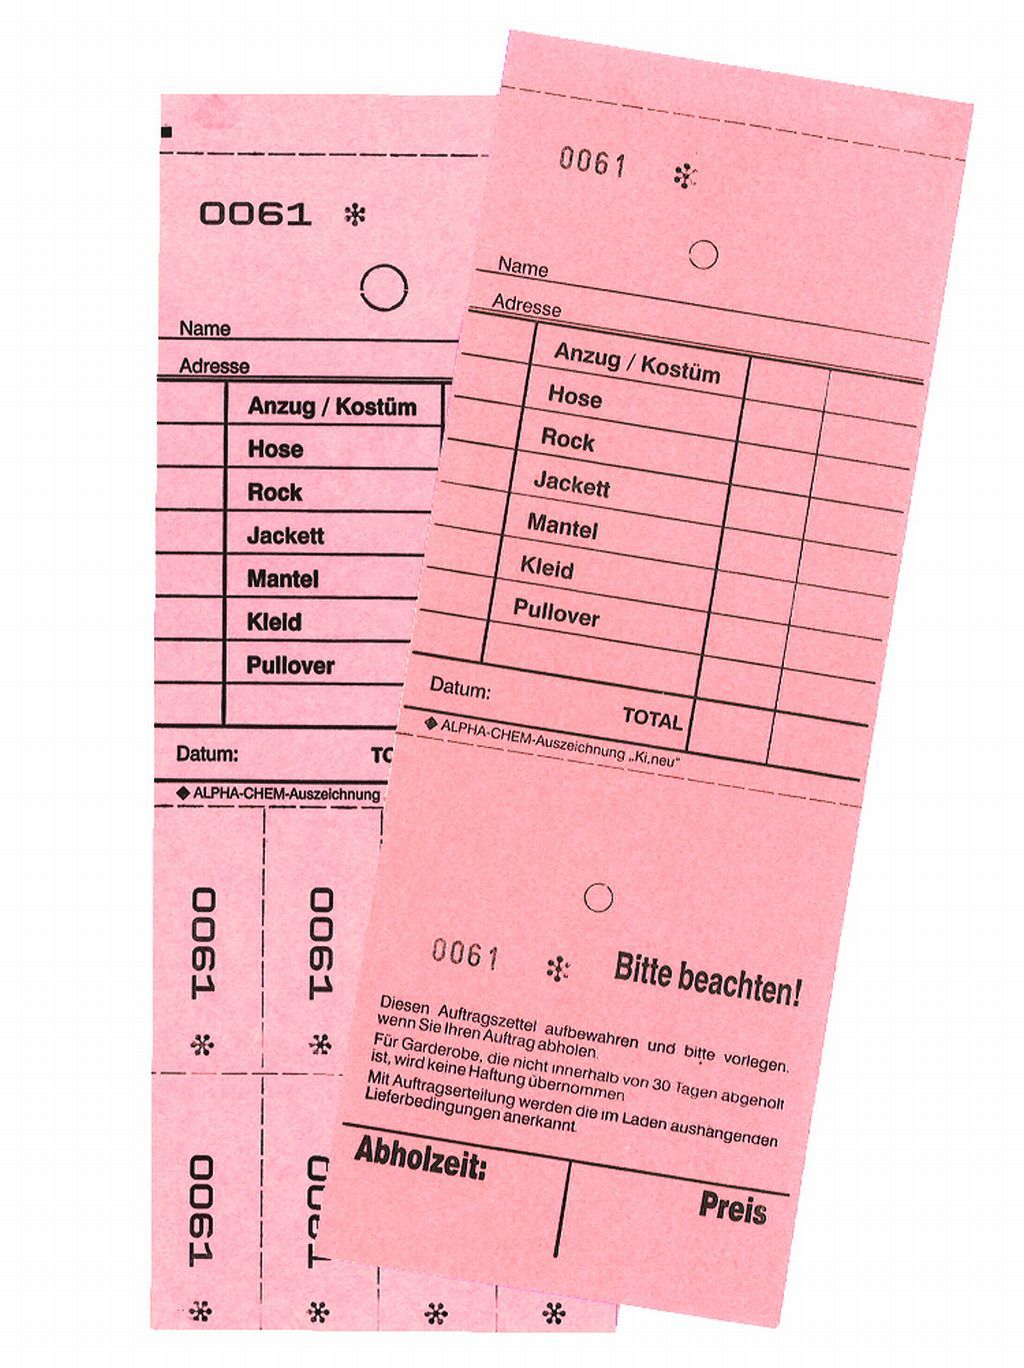 0061 *
Name
Adresse
Anzug / Kostüm
Hose
Rock
Jackett
Mantel
Kleid
Pullover
Datum:
ALPHA-CHEM-Auszeichnung
0061 *
0061 *
0061 *
*
*
*
0061 *
Name
Adresse
Anzug / Kostüm
Hose
Rock
Jackett
Mantel
Kleid
Pullover
Datum:
TOTAL
ALPHA-CHEM-Auszeichnung „Ki,neu"
0061 *
Bitte beachten!
Diesen Auftragszettel aufbewahren und bitte vorlegen,
wenn Sie Ihren Auftrag abholen.
Für Garderobe, die nicht innerhalb von 30 Tagen abgeholt
ist, wird keine Haftung übernommen
Mit Auftragserteilung werden die im Laden aushängenden
Lieferbedingungen anerkannt.
Abholzeit:
Preis